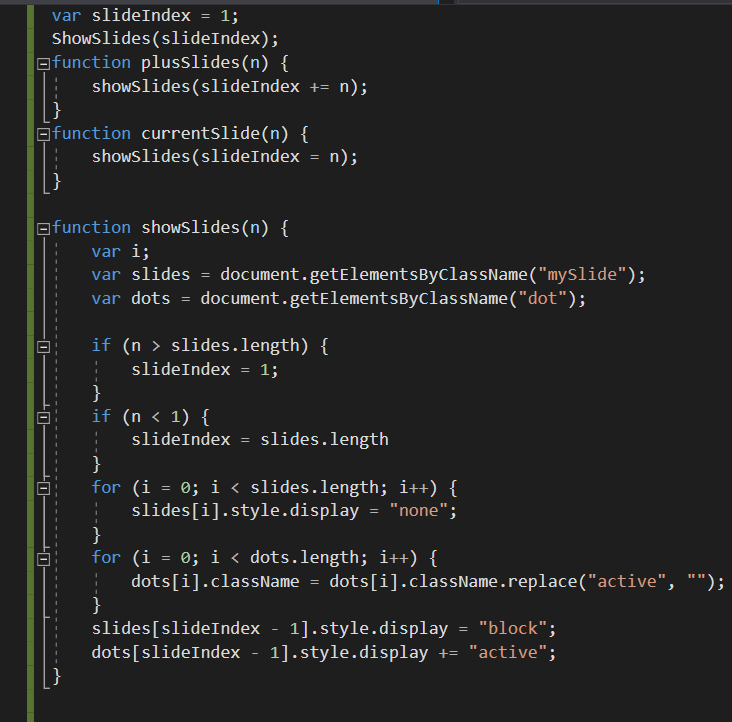 var slideIndex = 1;
ShowSlides(slideIndex);
function plusSlides(n) {
    showSlides(slideIndex += n);
}
function currentSlide(n) {
    showSlides(slideIndex = n);
}

function showSlides(n) {
    var i;
    var slides = document.getElementsByClassName("mySlide");
    var dots = document.getElementsByClassName("dot");

    if (n > slides.length) {
        slideIndex = 1;
    }
    if (n < 1) {
        slideIndex = slides.length
    }
    for (i = 0; i < slides.length; i++) {
        slides[i].style.display = "none";
    }
    for (i = 0; i < dots.length; i++) {
        dots[i].className = dots[i].className.replace("active", "");
    }
    slides[slideIndex - 1].style.display = "block";
    dots[slideIndex - 1].style.display += "active";
}